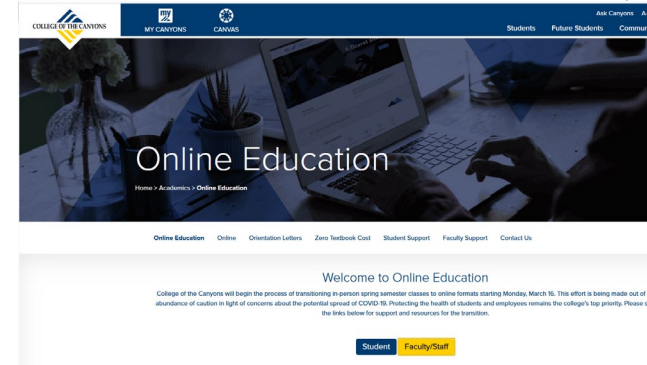 COLLEGE OF THE CANYONS
MY CANYONS
CANVAS
Ask Canyons
Students
Future Students
Online Education
Home > Academics > Online Education
Online Education
Online
Orientation Letters
Zero Textbook Cost
Student Support
Faculty Support
Contact Us
Welcome to Online Education
College of the Canyons will begin the process of transitioning in-person spring semester classes to online formats starting Monday, March 16. This effort is being made out of
abundance of caution in light of concerns about the potential spread of COVID-19. Protecting the health of students and employees remains the college's top priority. Please
the links below for support and resources for the transition.
Student
Faculty/Staff